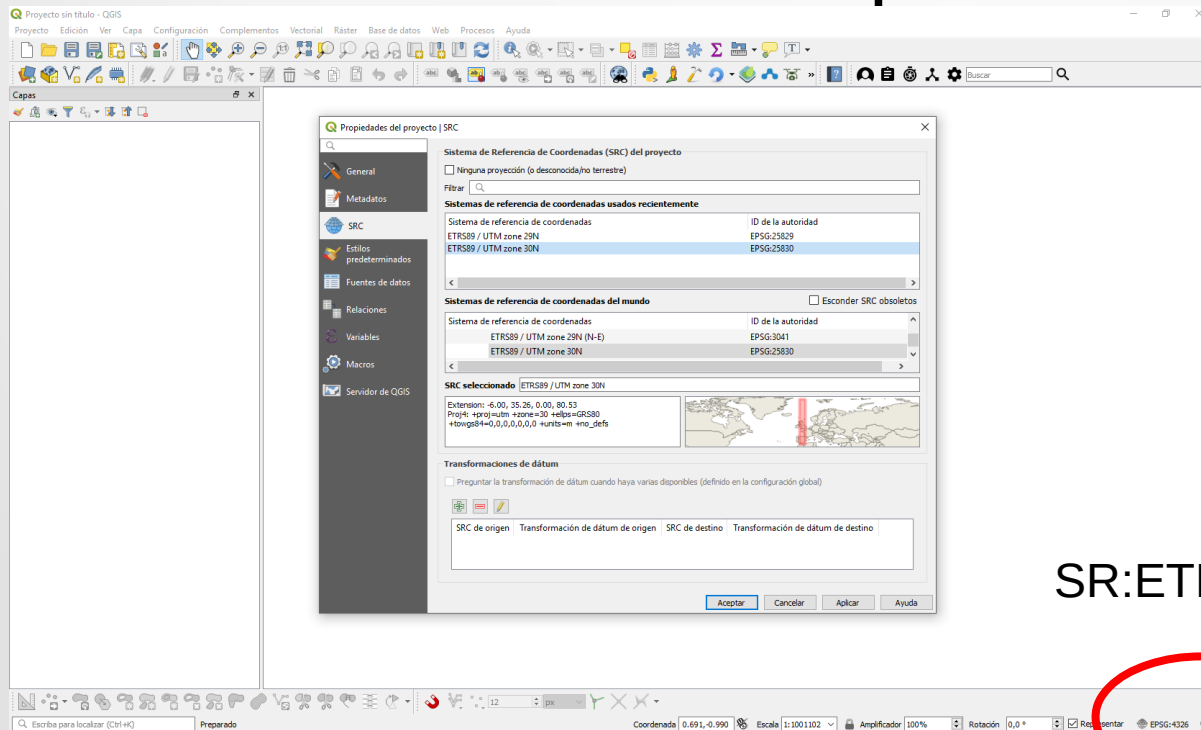 Proyecto sin título - QGIS
Proyecto Edición Ver Capa Configuración Complementos Vectorial Ráster Base de datos Web Procesos Ayuda
Buscar
Capas
Propiedades del proyecto | SRC
General
Metadatos
SRC
Estilos predeterminados
Fuentes de datos
Relaciones
Variables
Macros
Servidor de QGIS
Sistema de Referencia de Coordenadas (SRC) del proyecto
Ninguna proyección (o desconocida/no terrestre)
Filtrar
Sistemas de referencia de coordenadas usados recientemente
Sistema de referencia de coordenadas ID de la autoridad
ETRS89 / UTM zone 29N EPSG:25829
ETRS89 / UTM zone 30N EPSG:25830
Sistemas de referencia de coordenadas del mundo Esconder SRC obsoletos
Sistema de referencia de coordenadas ID de la autoridad
ETRS89 / UTM zone 29N (N-E) EPSG:3041
ETRS89 / UTM zone 30N EPSG:25830
SRC seleccionado ETRS89 / UTM zone 30N
Extension: -6.00, 35.26, 0.00, 80.53
Proj4: +proj=utm +zone=30 +ellps=GRS80
+towgs84=0,0,0,0,0,0,0 +units=m +no_defs
Transformaciones de dátum
Preguntar la transformación de dátum cuando haya varias disponibles (definido en la configuración global)
SRC de origen Transformación de dátum de origen SRC de destino Transformación de dátum de destino
Aceptar Cancelar Aplicar Ayuda
SR:ET
12 px
Escriba para localizar (Ctrl+K) Preparado Coordenada 0.691,-0.990 Escala 1:1001102 Amplificador 100% Rotación 0,0 ° Representar EPSG:4326